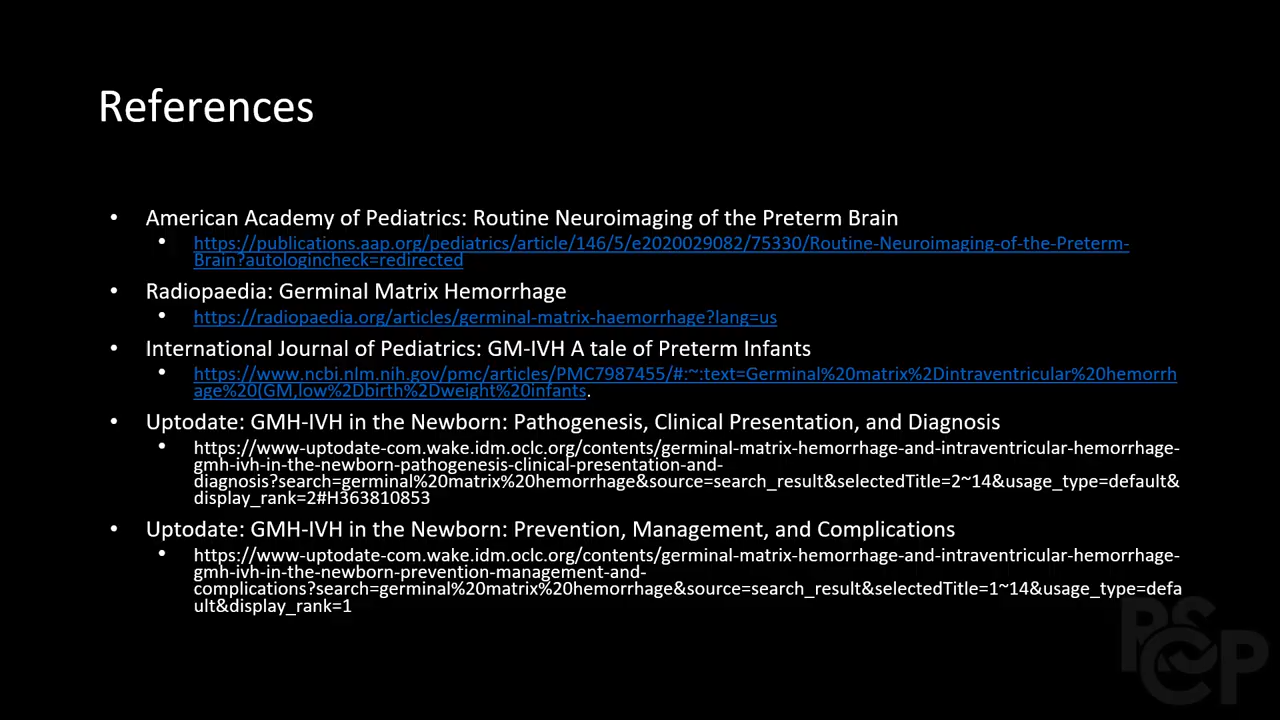 References
• American Academy of Pediatrics: Routine Neuroimaging of the Preterm Brain
• https://publications.aap.org/pediatrics/article/146/5/e2020029082/75330/Routine-Neuroimaging-of-the-Preterm-
Brain?autologincheck=redirected
• Radiopaedia: Germinal Matrix Hemorrhage
• https://radiopaedia.org/articles/germinal-matrix-haemorrhage?lang=us
• International Journal of Pediatrics: GM-IVH A tale of Preterm Infants
• https://www.ncbi.nlm.nih.gov/pmc/articles/PMC7987455/#:~:text=Germinal%20matrix%2Dintraventricular%20hemorrh
age%20(GM,low%2Dbirth%2Dweight%20infants.
• Uptodate: GMH-IVH in the Newborn: Pathogenesis, Clinical Presentation, and Diagnosis
• https://www-uptodate-com.wake.idm.oclc.org/contents/germinal-matrix-hemorrhage-and-intraventricular-hemorrhage-
gmh-ivh-in-the-newborn-pathogenesis-clinical-presentation-and-
diagnosis?search=germinal%20matrix%20hemorrhage&source=search_result&selectedTitle=2~14&usage_type=default&
display_rank=2#H363810853
• Uptodate: GMH-IVH in the Newborn: Prevention, Management, and Complications
• https://www-uptodate-com.wake.idm.oclc.org/contents/germinal-matrix-hemorrhage-and-intraventricular-hemorrhage-
gmh-ivh-in-the-newborn-prevention-management-and-
complications?search=germinal%20matrix%20hemorrhage&source=search_result&selectedTitle=1~14&usage_type=defa
ult&display_rank=1
PSCP